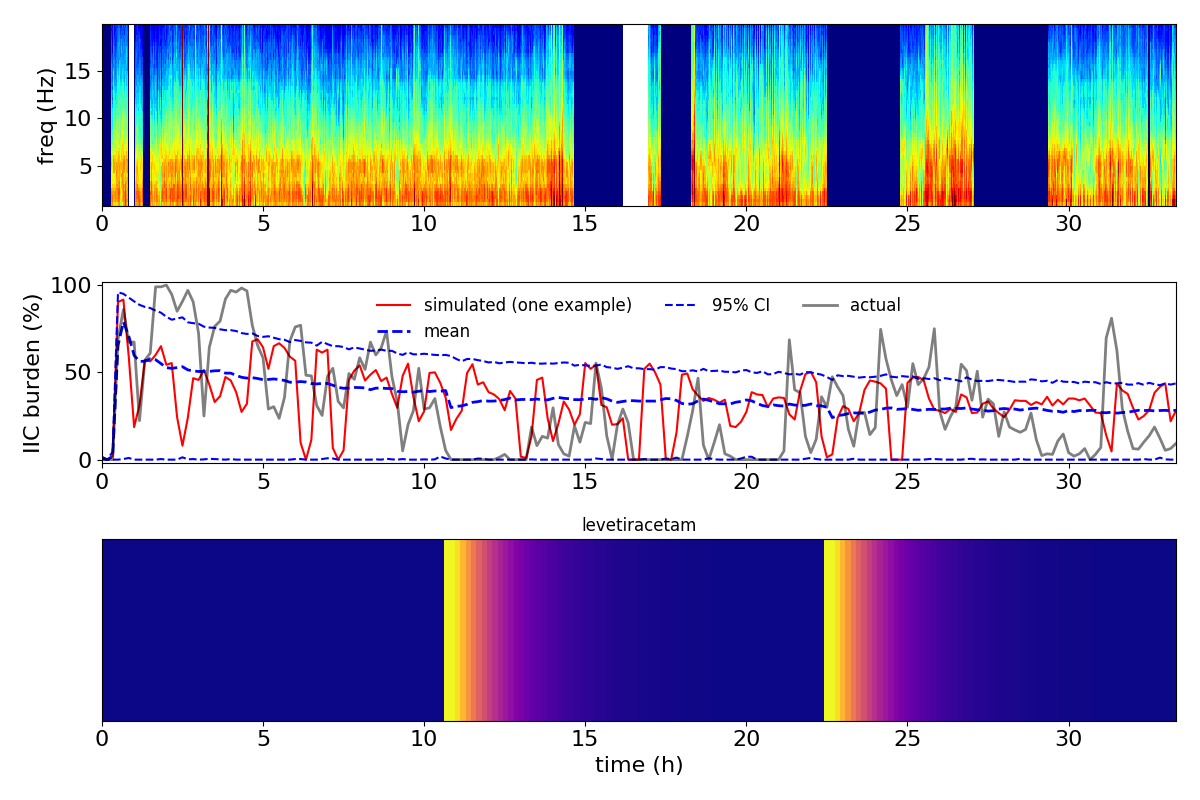 freq (Hz)
15
10
5
0 5 10 15 20 25 30
IIC burden (%)
100
50
0
simulated (one example) 95% CI actual
mean
0 5 10 15 20 25 30
levetiracetam
0 5 10 15 20 25 30
time (h)